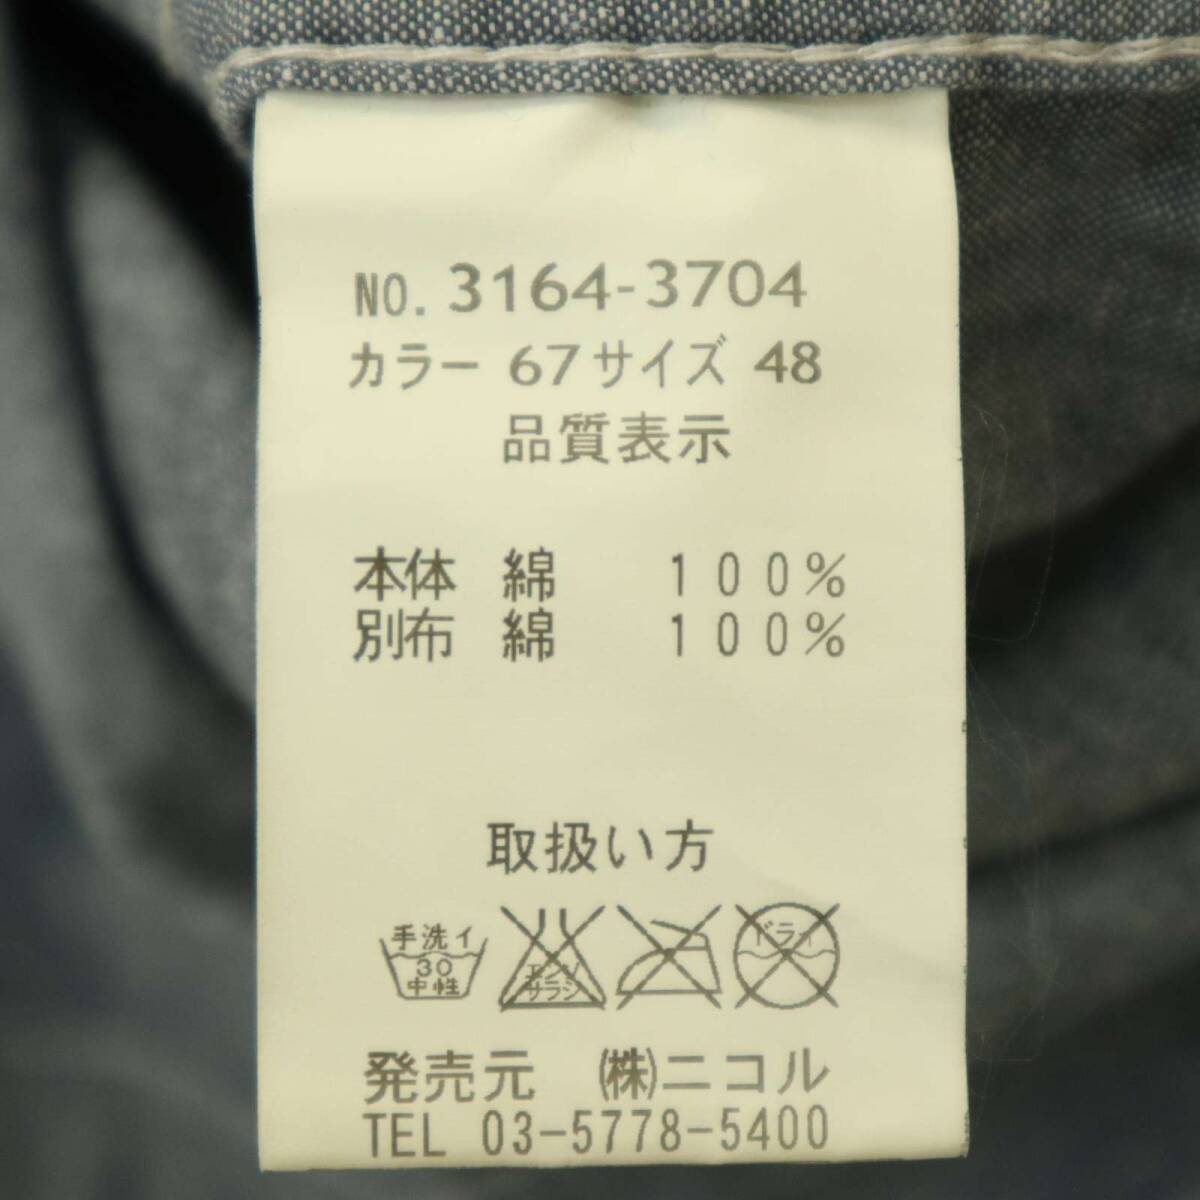 NO. 3164-3704
カラー 67サイズ 48
品質表示
本体 綿 100%
別布 綿 100%
取扱い方
手洗イ
30
中性
エンソ
サラシ
ドライ
発売元 ㈱ニコル
TEL 03-5778-5400